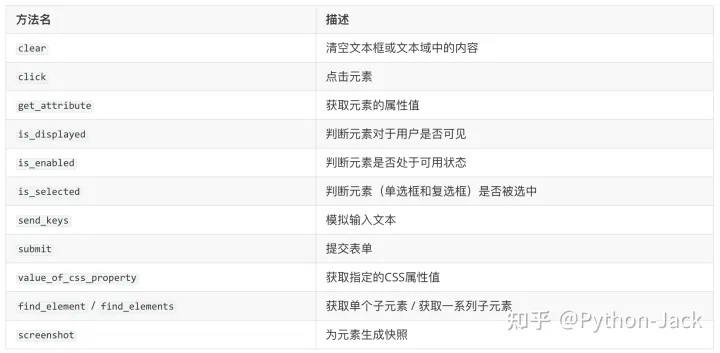 方法名 描述
clear 清空文本框或文本域中的内容
click 点击元素
get_attribute 获取元素的属性值
is_displayed 判断元素对于用户是否可见
is_enabled 判断元素是否处于可用状态
is_selected 判断元素（单选框和复选框）是否被选中
send_keys 模拟输入文本
submit 提交表单
value_of_css_property 获取指定的CSS属性值
find_element / find_elements 获取单个子元素 / 获取一系列子元素
screenshot 为元素生成快照
知乎 @Python-Jack